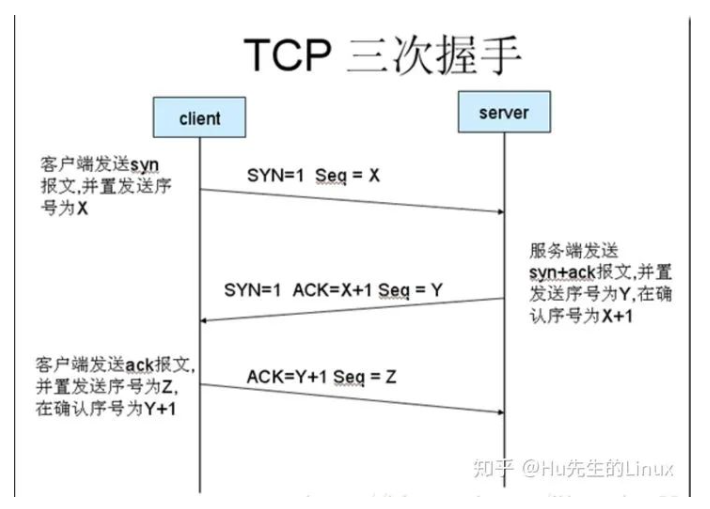 TCP 三次握手
client
server
客户端发送syn
报文,并置发送序
号为X
SYN=1 Seq = X
服务端发送
syn+ack报文,并置
发送序号为Y,在确
认序号为X+1
SYN=1 ACK=X+1 Seq = Y
客户端发送ack报文,
并置发送序号为Z,
在确认序号为Y+1
ACK=Y+1 Seq = Z
知乎 @Hu先生的Linux